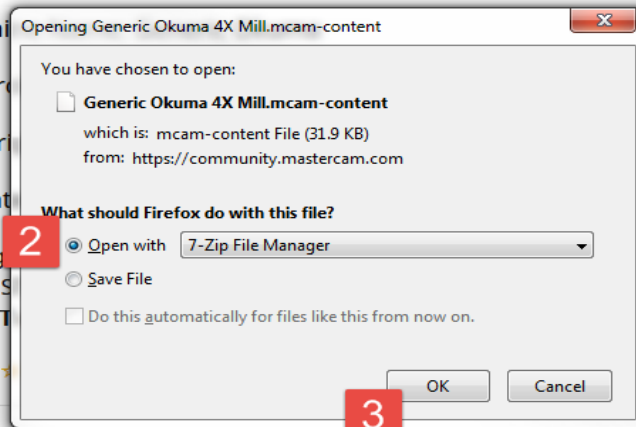 Opening Generic Okuma 4X Mill.mcam-content
You have chosen to open:
Generic Okuma 4X Mill.mcam-content
which is: mcam-content File (31.9 KB)
from: https://community.mastercam.com
What should Firefox do with this file?
2
Open with 7-Zip File Manager
Save File
Do this automatically for files like this from now on.
OK Cancel
3